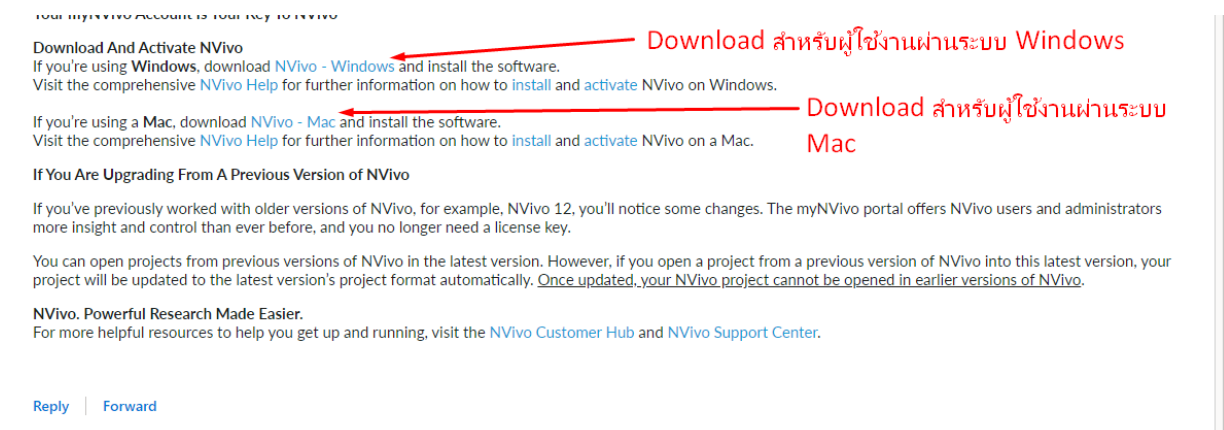 Your myNVivo Account Is Your Key To NVivo
Download And Activate NVivo
Download สำหรับผู้ใช้งานผ่านระบบ Windows
If you're using Windows, download NVivo - Windows and install the software.
Visit the comprehensive NVivo Help for further information on how to install and activate NVivo on Windows.
Download สำหรับผู้ใช้งานผ่านระบบ
Mac
If you're using a Mac, download NVivo - Mac and install the software.
Visit the comprehensive NVivo Help for further information on how to install and activate NVivo on a Mac.
If You Are Upgrading From A Previous Version of NVivo
If you've previously worked with older versions of NVivo, for example, NVivo 12, you'll notice some changes. The myNVivo portal offers NVivo users and administrators
more insight and control than ever before, and you no longer need a license key.
You can open projects from previous versions of NVivo in the latest version. However, if you open a project from a previous version of NVivo into this latest version, your
project will be updated to the latest version's project format automatically. Once updated, your NVivo project cannot be opened in earlier versions of NVivo.
NVivo. Powerful Research Made Easier.
For more helpful resources to help you get up and running, visit the NVivo Customer Hub and NVivo Support Center.
Reply
Forward